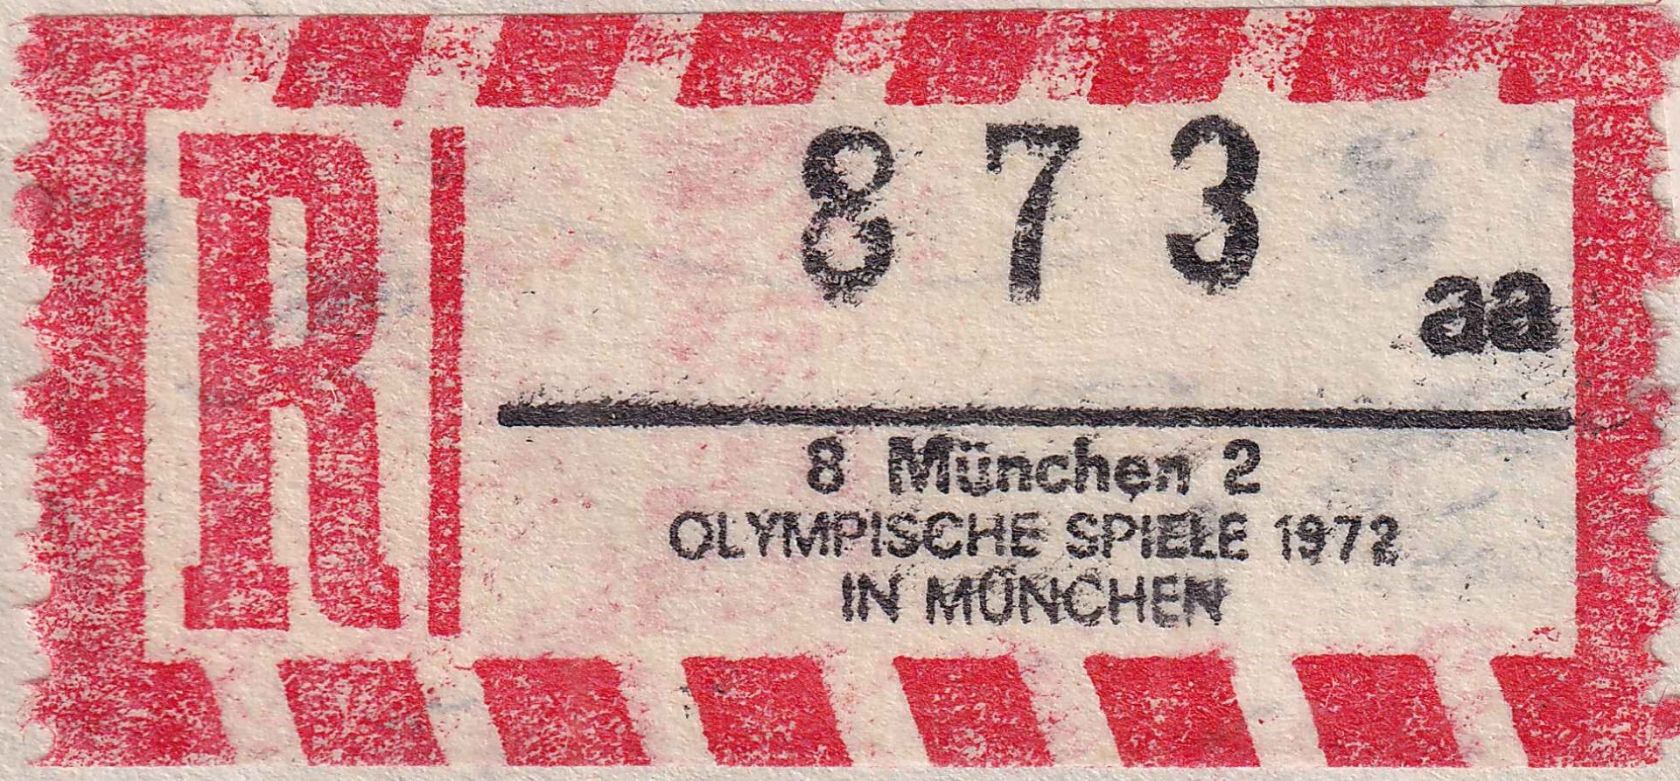 R
873
aa
8 München 2
OLYMPISCHE SPIELE 1972
IN MÜNCHEN